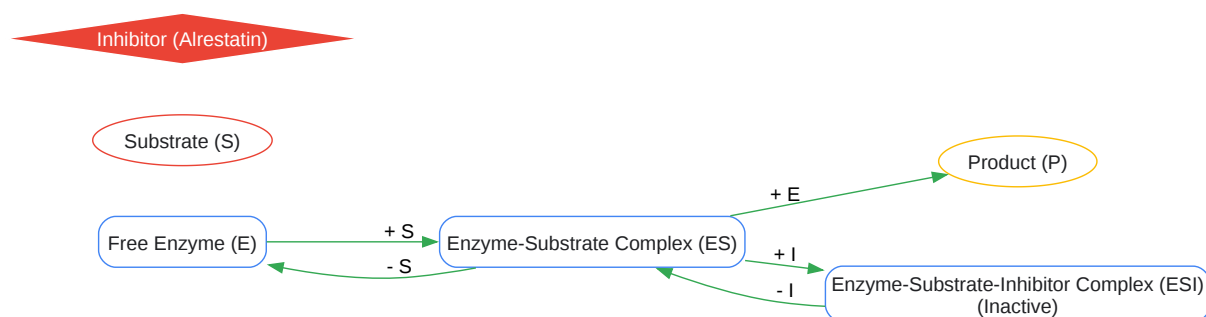 Inhibitor (Alrestatin)
Substrate (S)
Product (P)
+ E
Free Enzyme (E)
+ S
- S
Enzyme-Substrate Complex (ES)
+ I
- I
Enzyme-Substrate-Inhibitor Complex (ESI)
(Inactive)